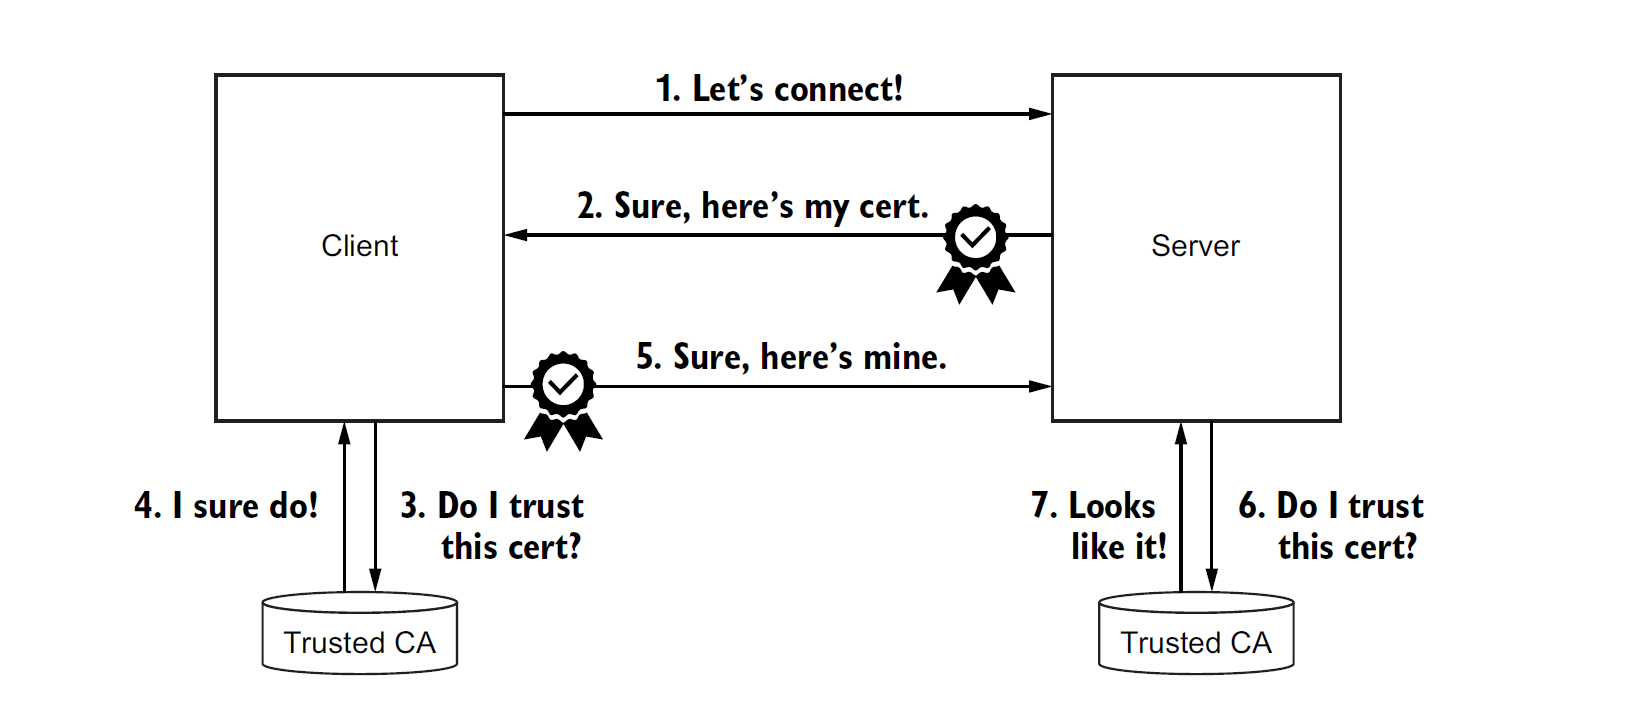 1. Let's connect!
2. Sure, here's my cert.
Client
Server
5. Sure, here's mine.
4. I sure do!
3. Do I trust
this cert?
7. Looks
like it!
6. Do I trust
this cert?
Trusted CA
Trusted CA